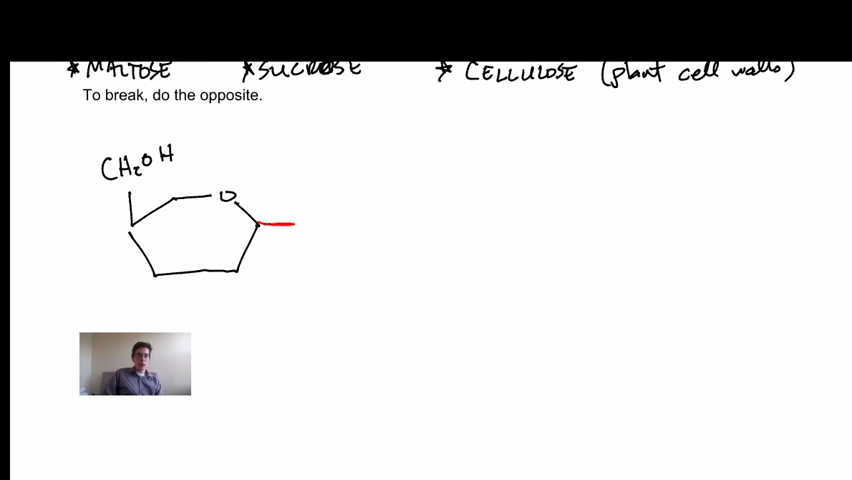 * MALTOSE * SUCROSE * CELLULOSE (plant cell walls)
To break, do the opposite.
CH₂OH
O